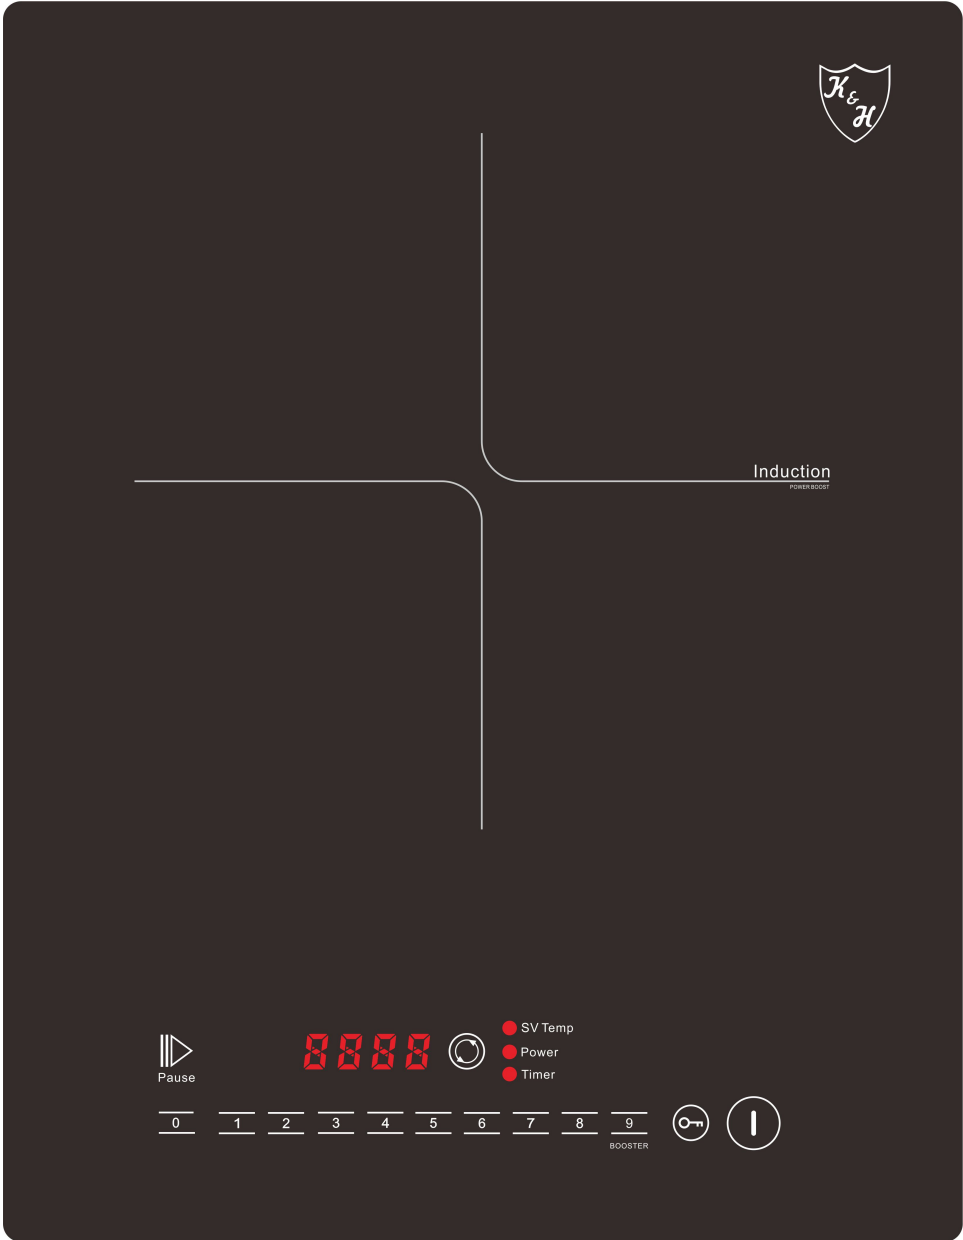 K & H
Induction
POWER BOOST
8888
SV Temp
Power
Timer
Pause
0 1 2 3 4 5 6 7 8 9
BOOSTER